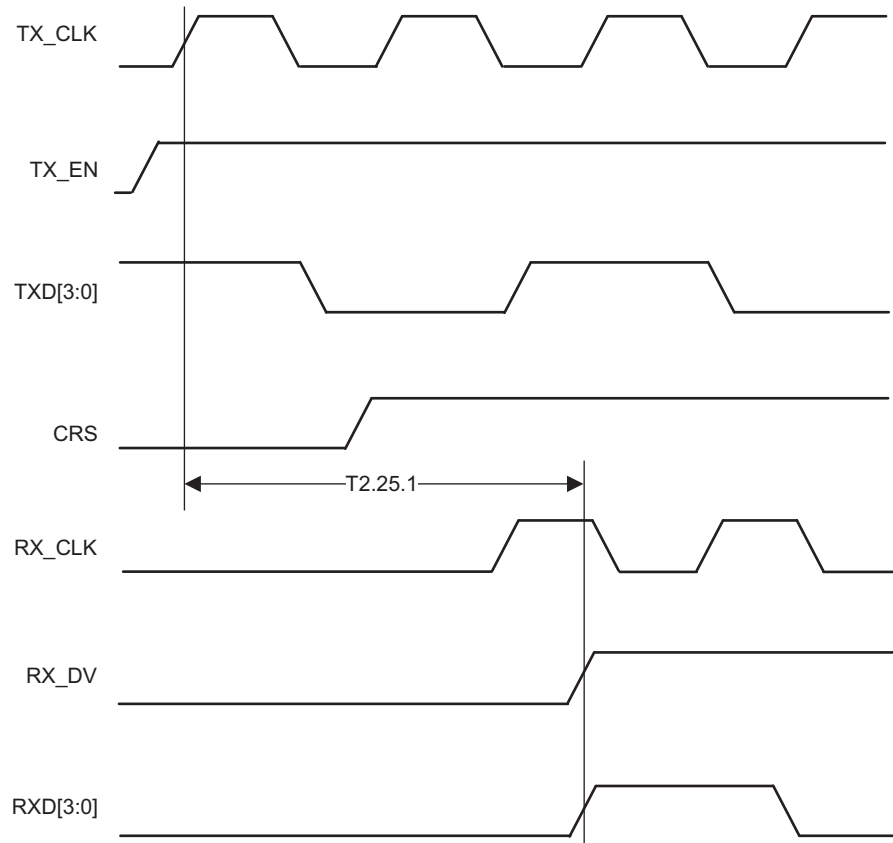 TX_CLK
TX_EN
TXD[3:0]
CRS
T2.25.1
RX_CLK
RX_DV
RXD[3:0]